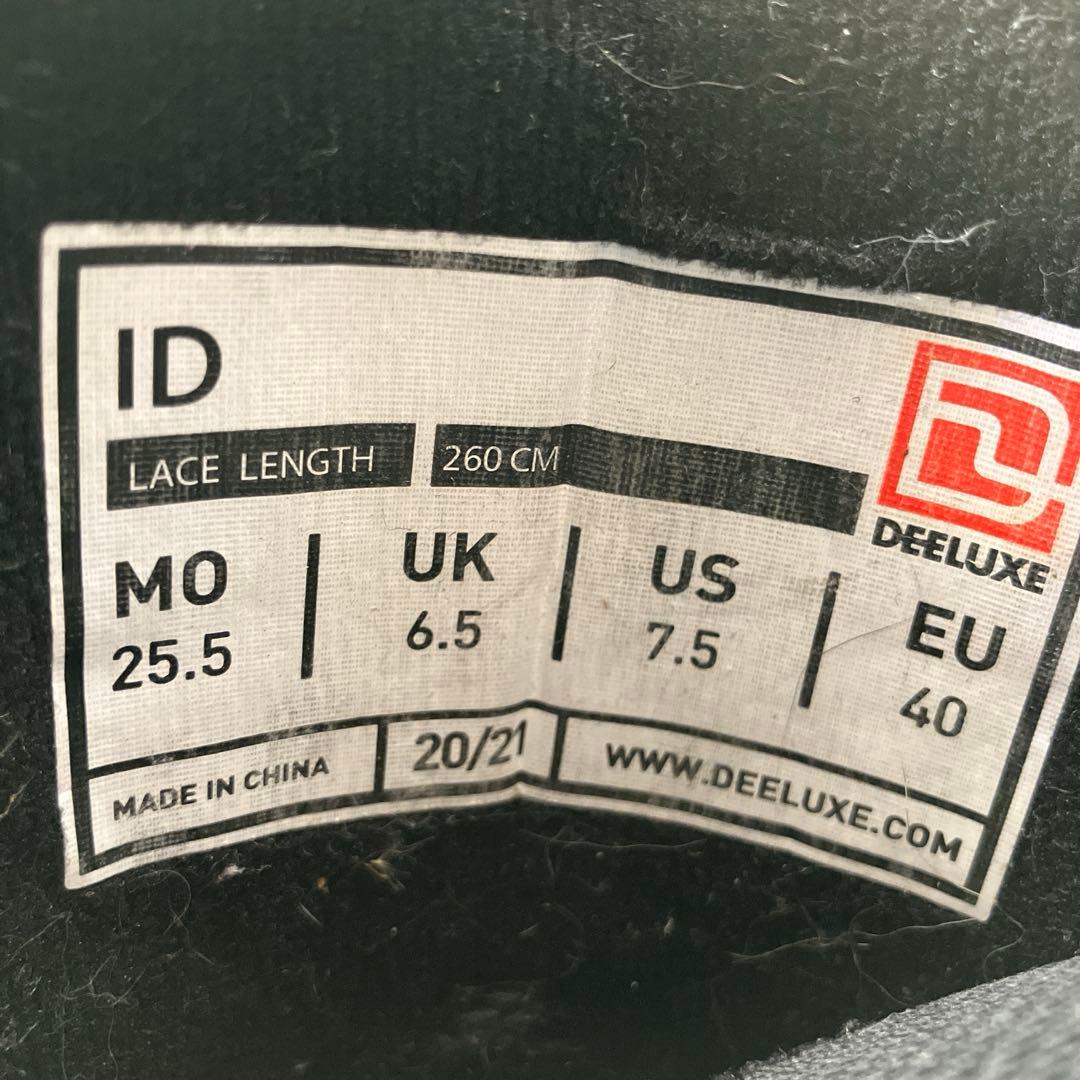 ID
LACE LENGTH 260 CM
DEELUXE
MO UK US EU
25.5 6.5 7.5 40
MADE IN CHINA 20/21 WWW.DEELUXE.COM